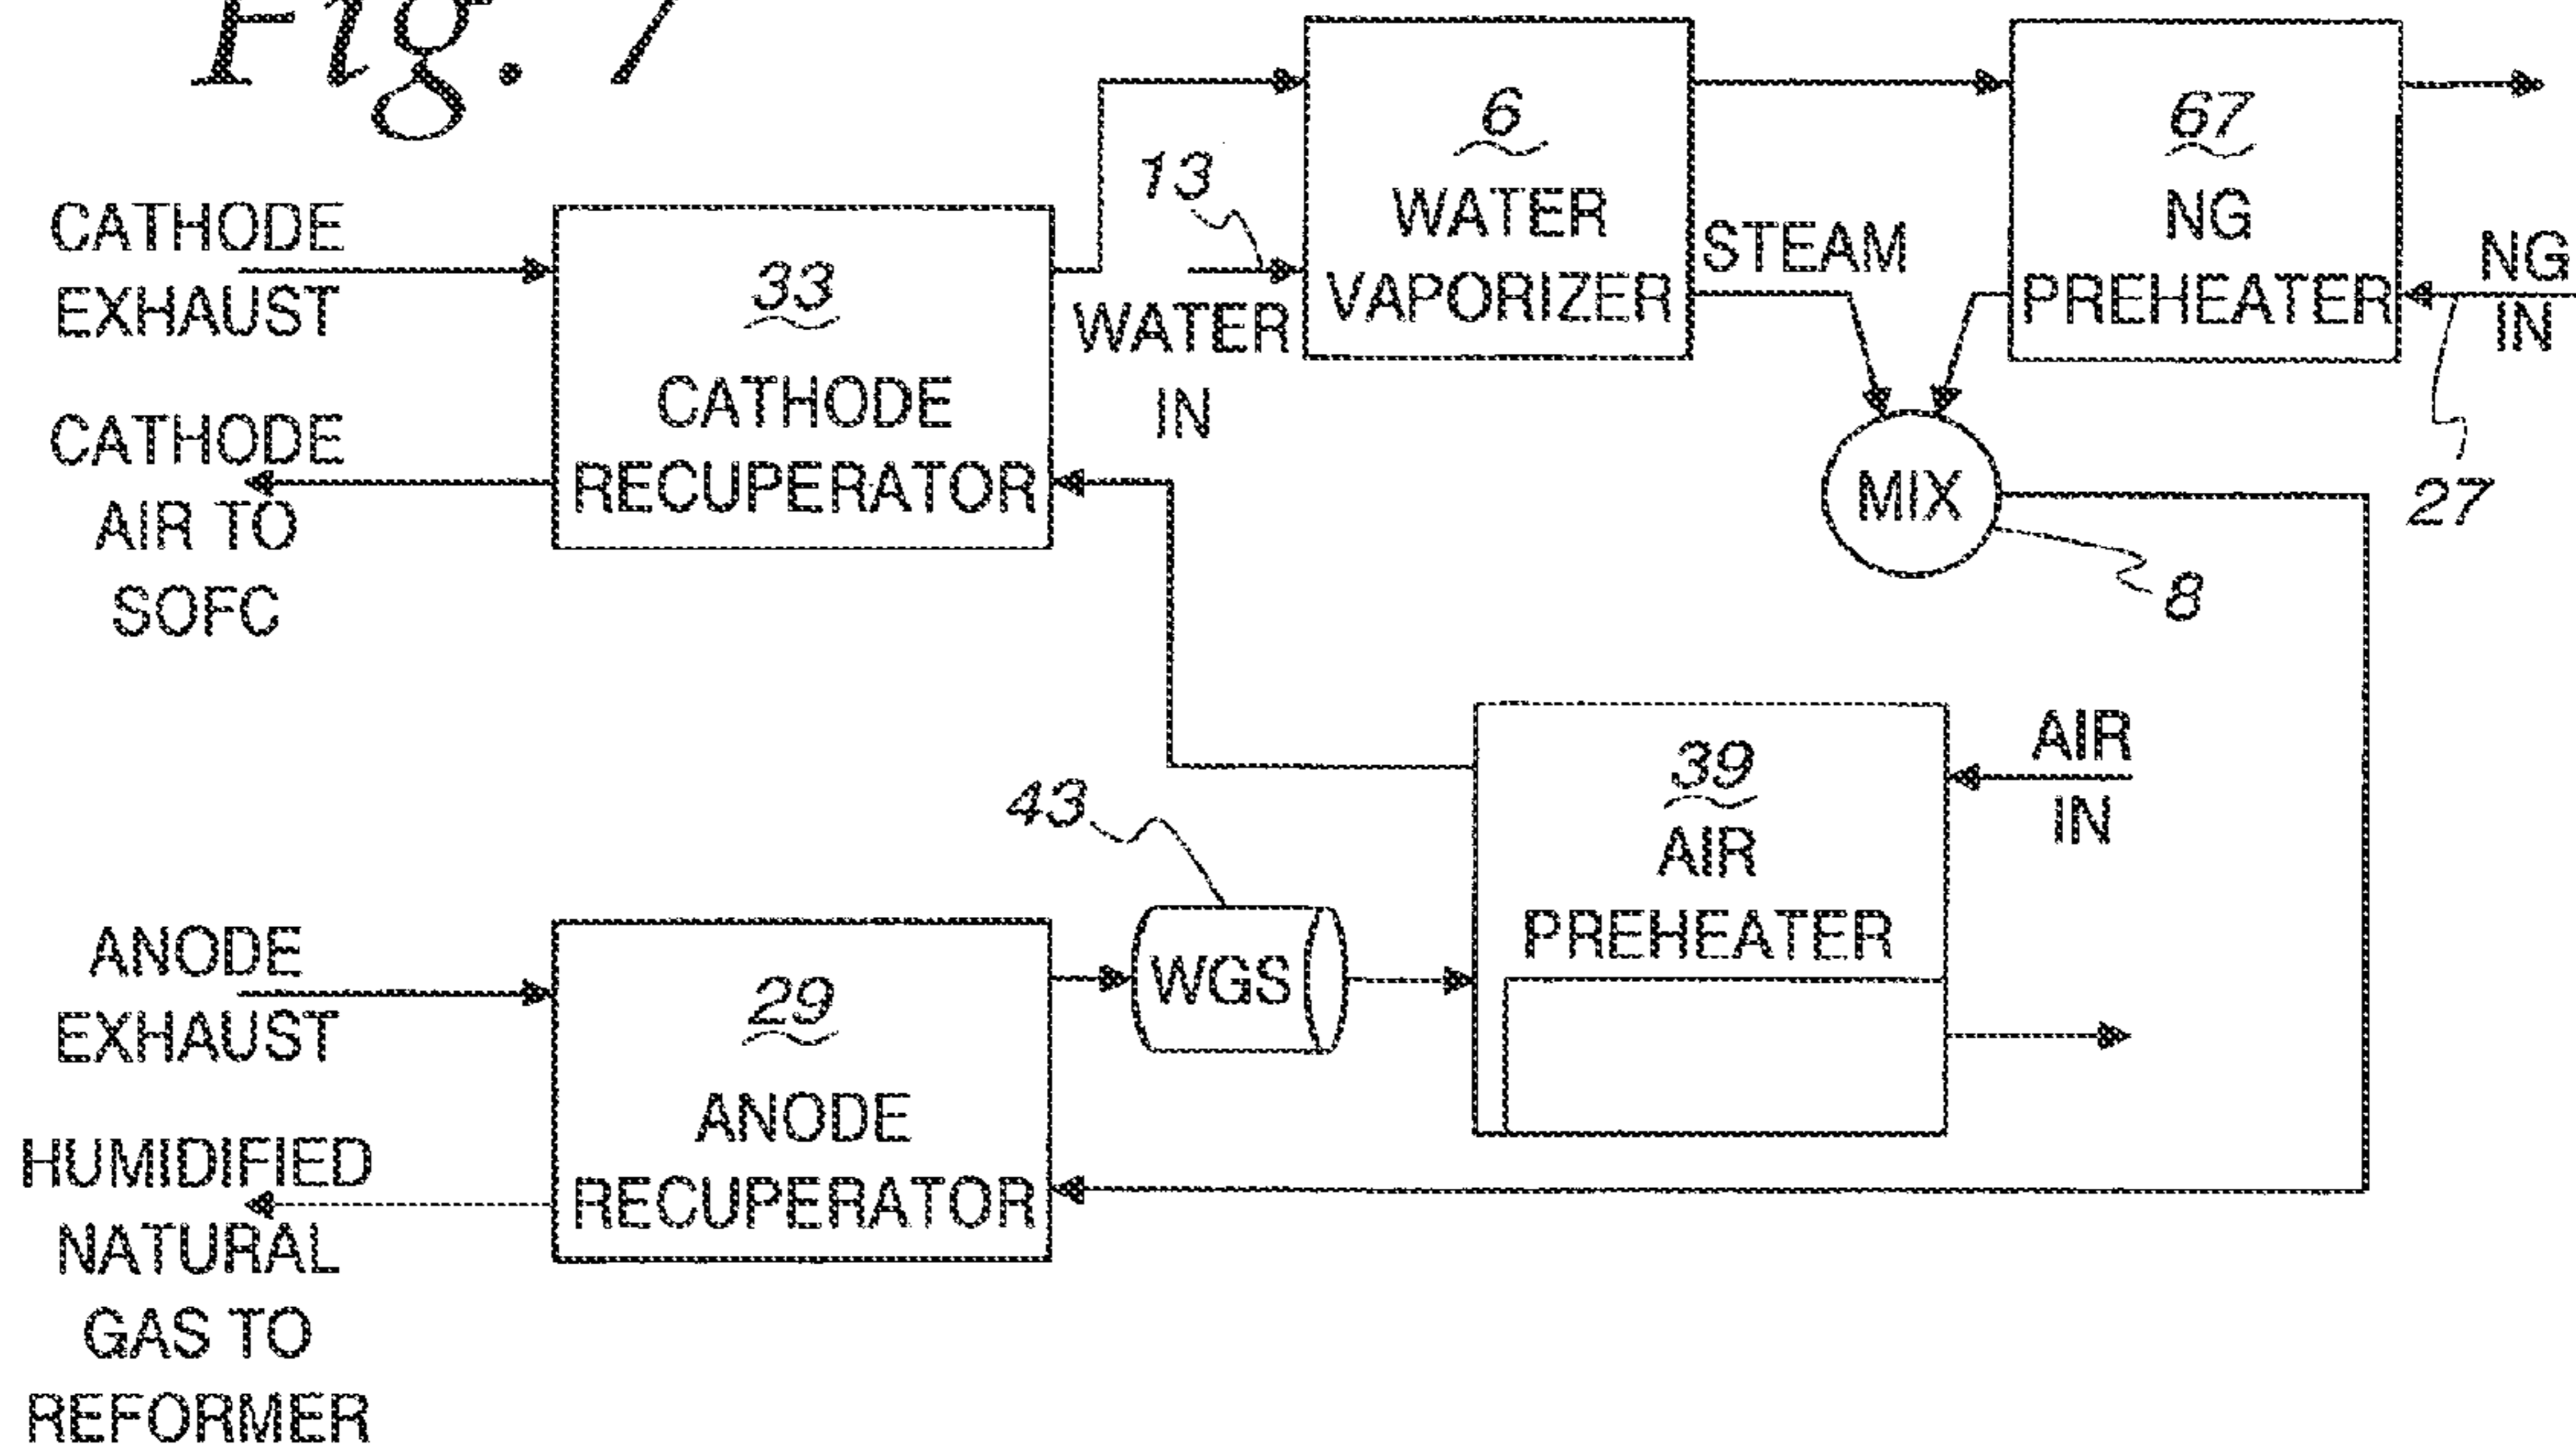 Fig. 7
CATHODE
EXHAUST
CATHODE
AIR TO
SOFC
33
CATHODE
RECUPERATOR
13
WATER
IN
6
WATER
VAPORIZER
STEAM
67
NG
PREHEATER
NG
IN
27
MIX
8
39
AIR
PREHEATER
AIR
IN
43
WGS
ANODE
EXHAUST
HUMIDIFIED
NATURAL
GAS TO
REFORMER
29
ANODE
RECUPERATOR